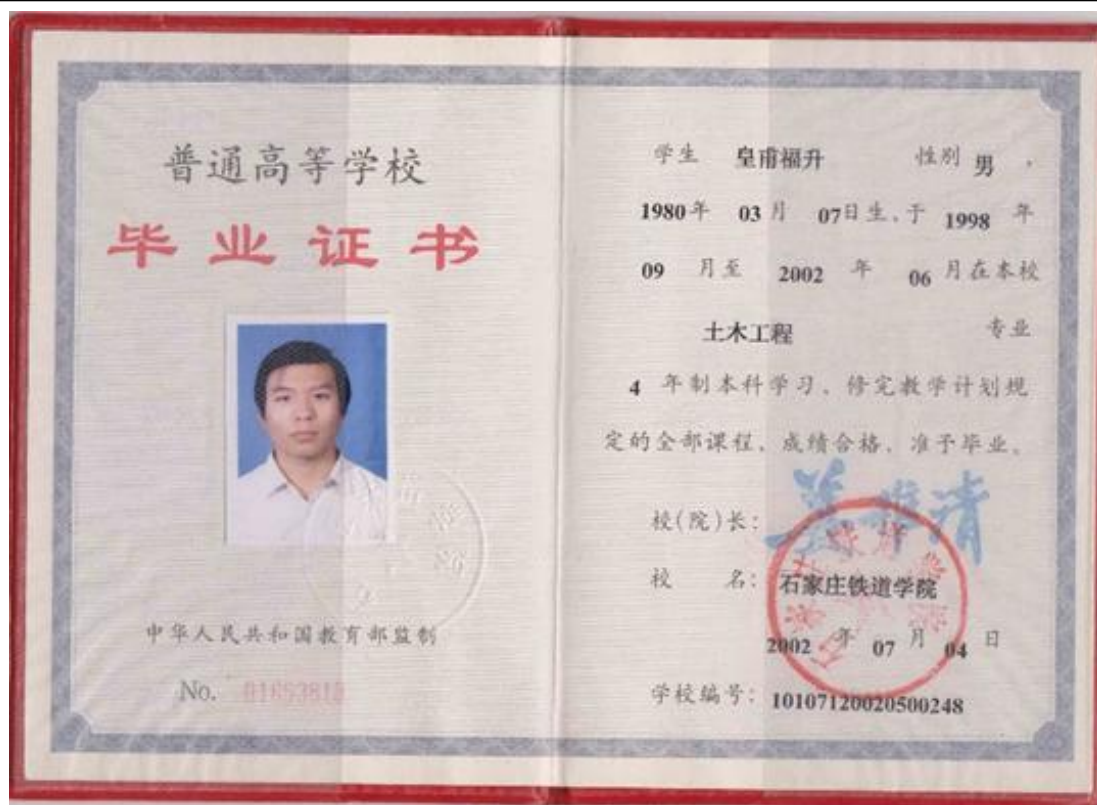 普通高等学校
毕业证书
中华人民共和国教育部监制
No.
学生 皇甫福升 性别 男,
1980年 03月 07日生,于 1998 年
09 月至 2002 年 06 月在本校
土木工程 专业
4 年制本科学习,修完教学计划规
定的全部课程,成绩合格,准予毕业。
校(院)长:
校 名: 石家庄铁道学院
2002 年 07 月 04 日
学校编号: 10107120020500248